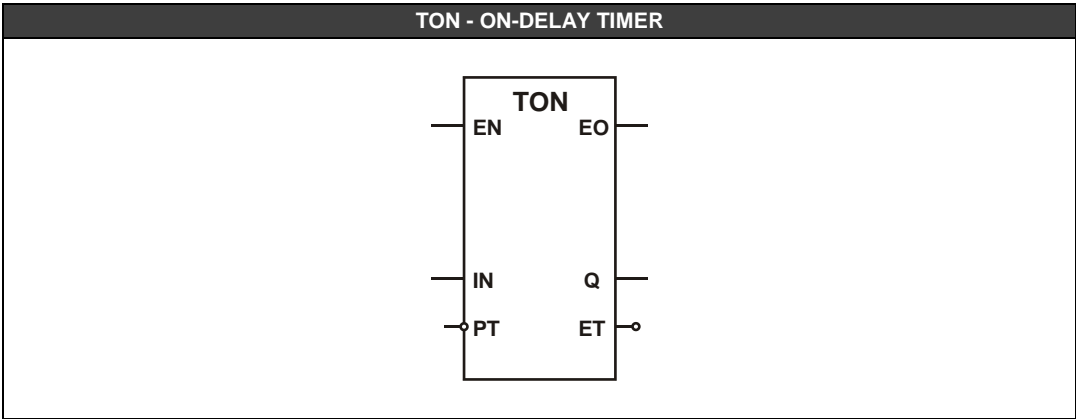 TON - ON-DELAY TIMER
TON
EN EO
IN Q
PT ET